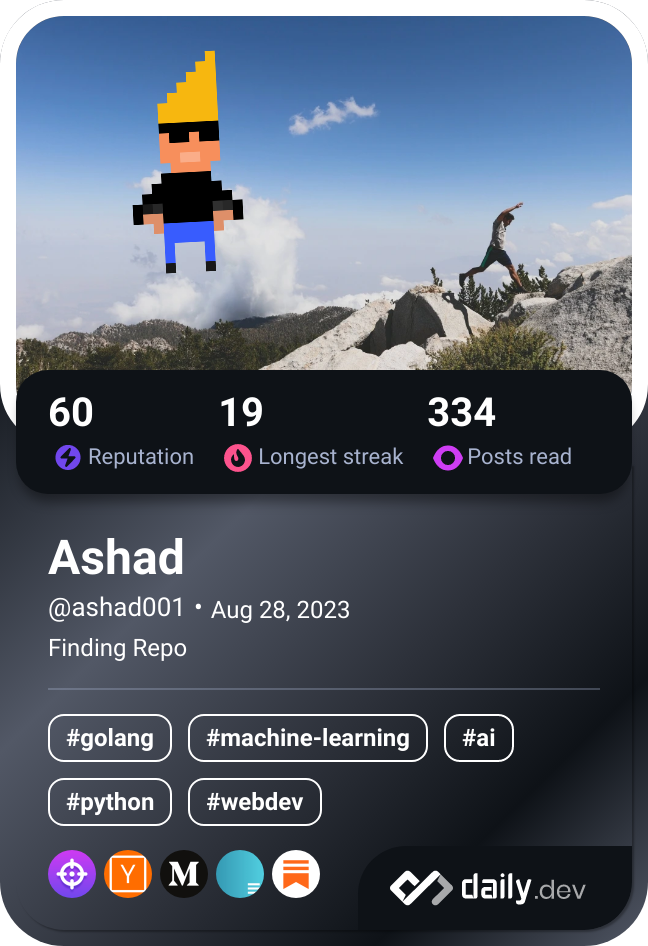 60 19 334
Reputation Longest streak Posts read
Ashad
@ashad001 • Aug 28, 2023
Finding Repo
#golang #machine-learning #ai
#python #webdev
Y M
daily.dev